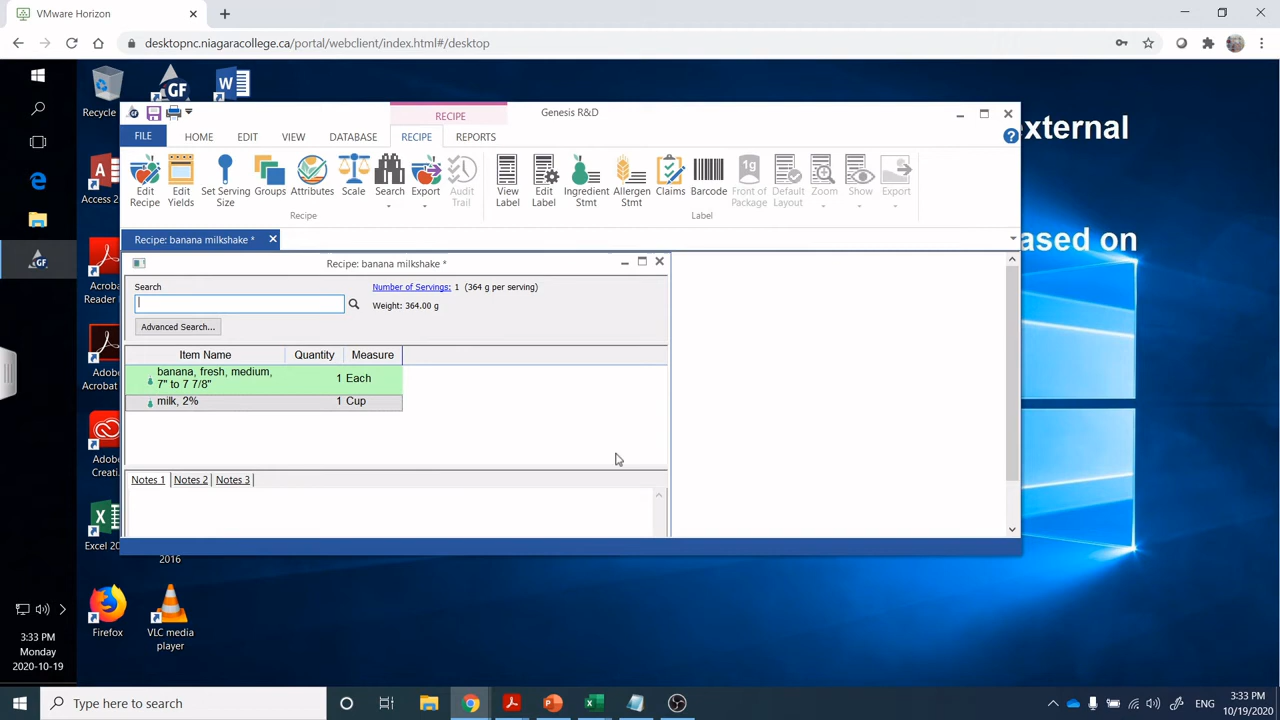 VMware Horizon
desktopnc.niagaracollege.ca/portal/webclient/index.html#/desktop
Recycle
GF
W
external
ased on
Access 2
Acroba
Reader
Adobe
Acrobat
Adobe
Creati.
Excel 20
2016
Firefox
VLC media
player
3:33 PM
Monday
2020-10-19
RECIPE
Genesis R&D
FILE
HOME
EDIT
VIEW
DATABASE
RECIPE
REPORTS
Edit Recipe
Edit Yields
Set Serving Size
Groups
Attributes
Scale
Search
Export
Audit Trail
View Label
Edit Label
Ingredient Stmt
Allergen Stmt
Claims
Barcode
1g
Front of Package
Default Layout
Zoom
Show
Export
Recipe
Label
Recipe: banana milkshake *
Recipe: banana milkshake *
Search
Number of Servings: 1 (364 g per serving)
Weight: 364.00 g
Advanced Search...
Item Name Quantity Measure
banana, fresh, medium,
7" to 7 7/8" 1 Each
milk, 2% 1 Cup
Notes 1 Notes 2 Notes 3
Type here to search
ENG
3:33 PM
10/19/2020